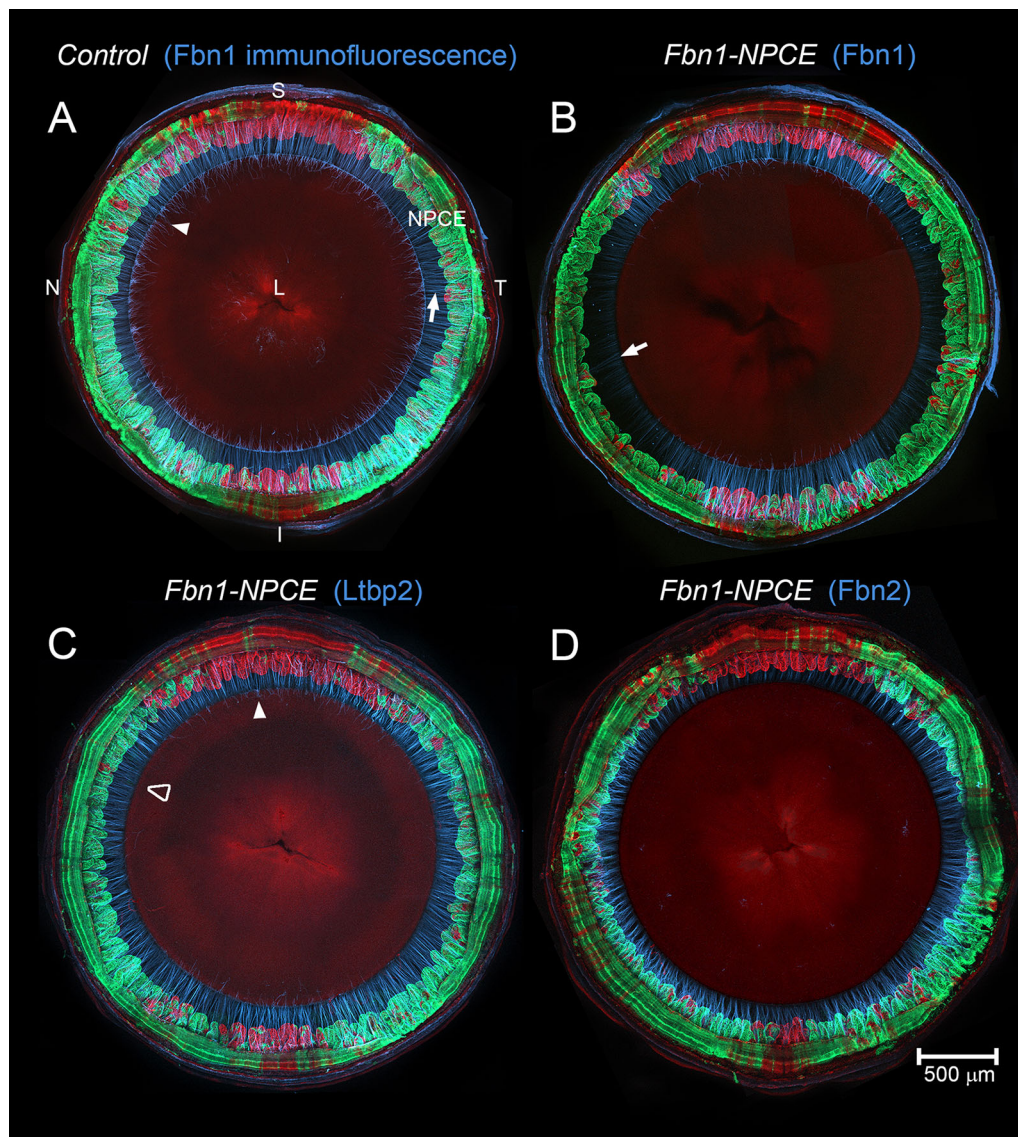 Control (Fbn1 immunofluorescence)
Fbn1-NPCE (Fbn1)
A
S
B
NPCE
N
L
T
I
Fbn1-NPCE (Ltbp2)
Fbn1-NPCE (Fbn2)
C
D
500 μm